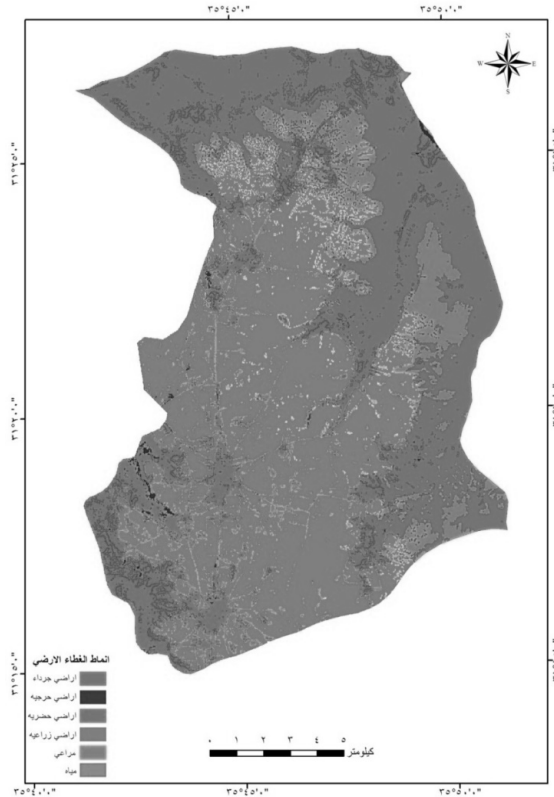 ٣٥°٤٥'٠" ٣٥°٥٠'٠"
N
W E
S
٣١°٢٥'٠"
٣١°٢٠'٠"
٣١°١٥'٠"
انماط الغطاء الارضي
اراضي جرداء
اراضي حرجيه
اراضي حضريه
اراضي زراعيه
مراعي
مياه
٠ ١ ٢ ٣ ٤ ٥
كيلومتر
٣٥°٤٠'٠" ٣٥°٤٥'٠" ٣٥°٥٠'٠"